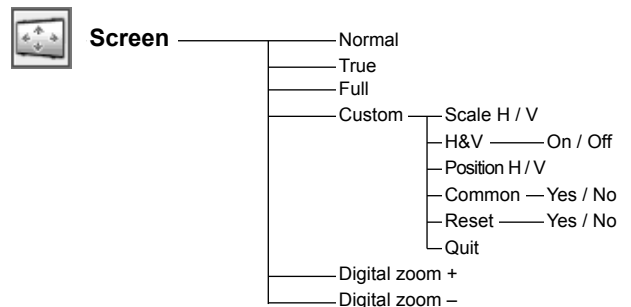 Screen
Normal
True
Full
Custom
Scale H / V
H&V
On / Off
Position H / V
Common
Yes / No
Reset
Yes / No
Quit
Digital zoom +
Digital zoom –